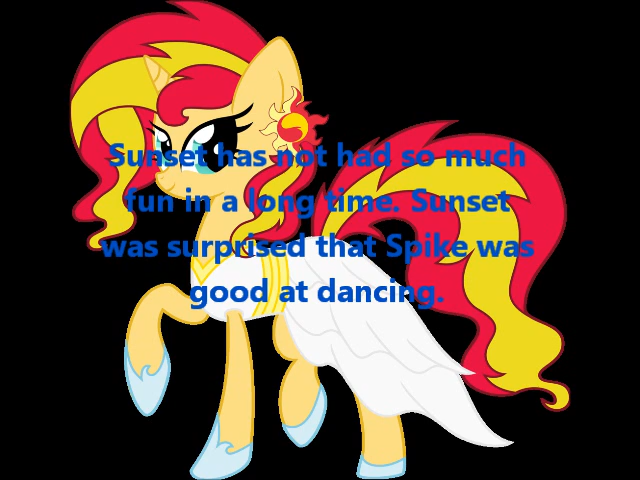 Sunset has not had so much
fun in a long time. Sunset
was surprised that Spike was
good at dancing.